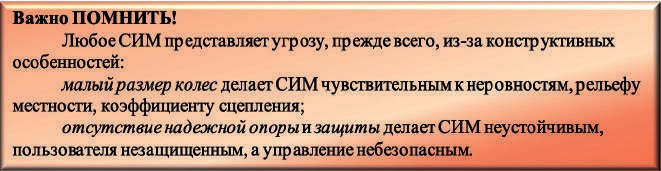 Важно ПОМНИТЬ!
Любое СИМ представляет угрозу, прежде всего, из-за конструктивных
особенностей:
малый размер колес делает СИМ чувствительным к неровностям, рельефу
местности, коэффициенту сцепления;
отсутствие надежной опоры и защиты делает СИМ неустойчивым,
пользователя незащищенным, а управление небезопасным.